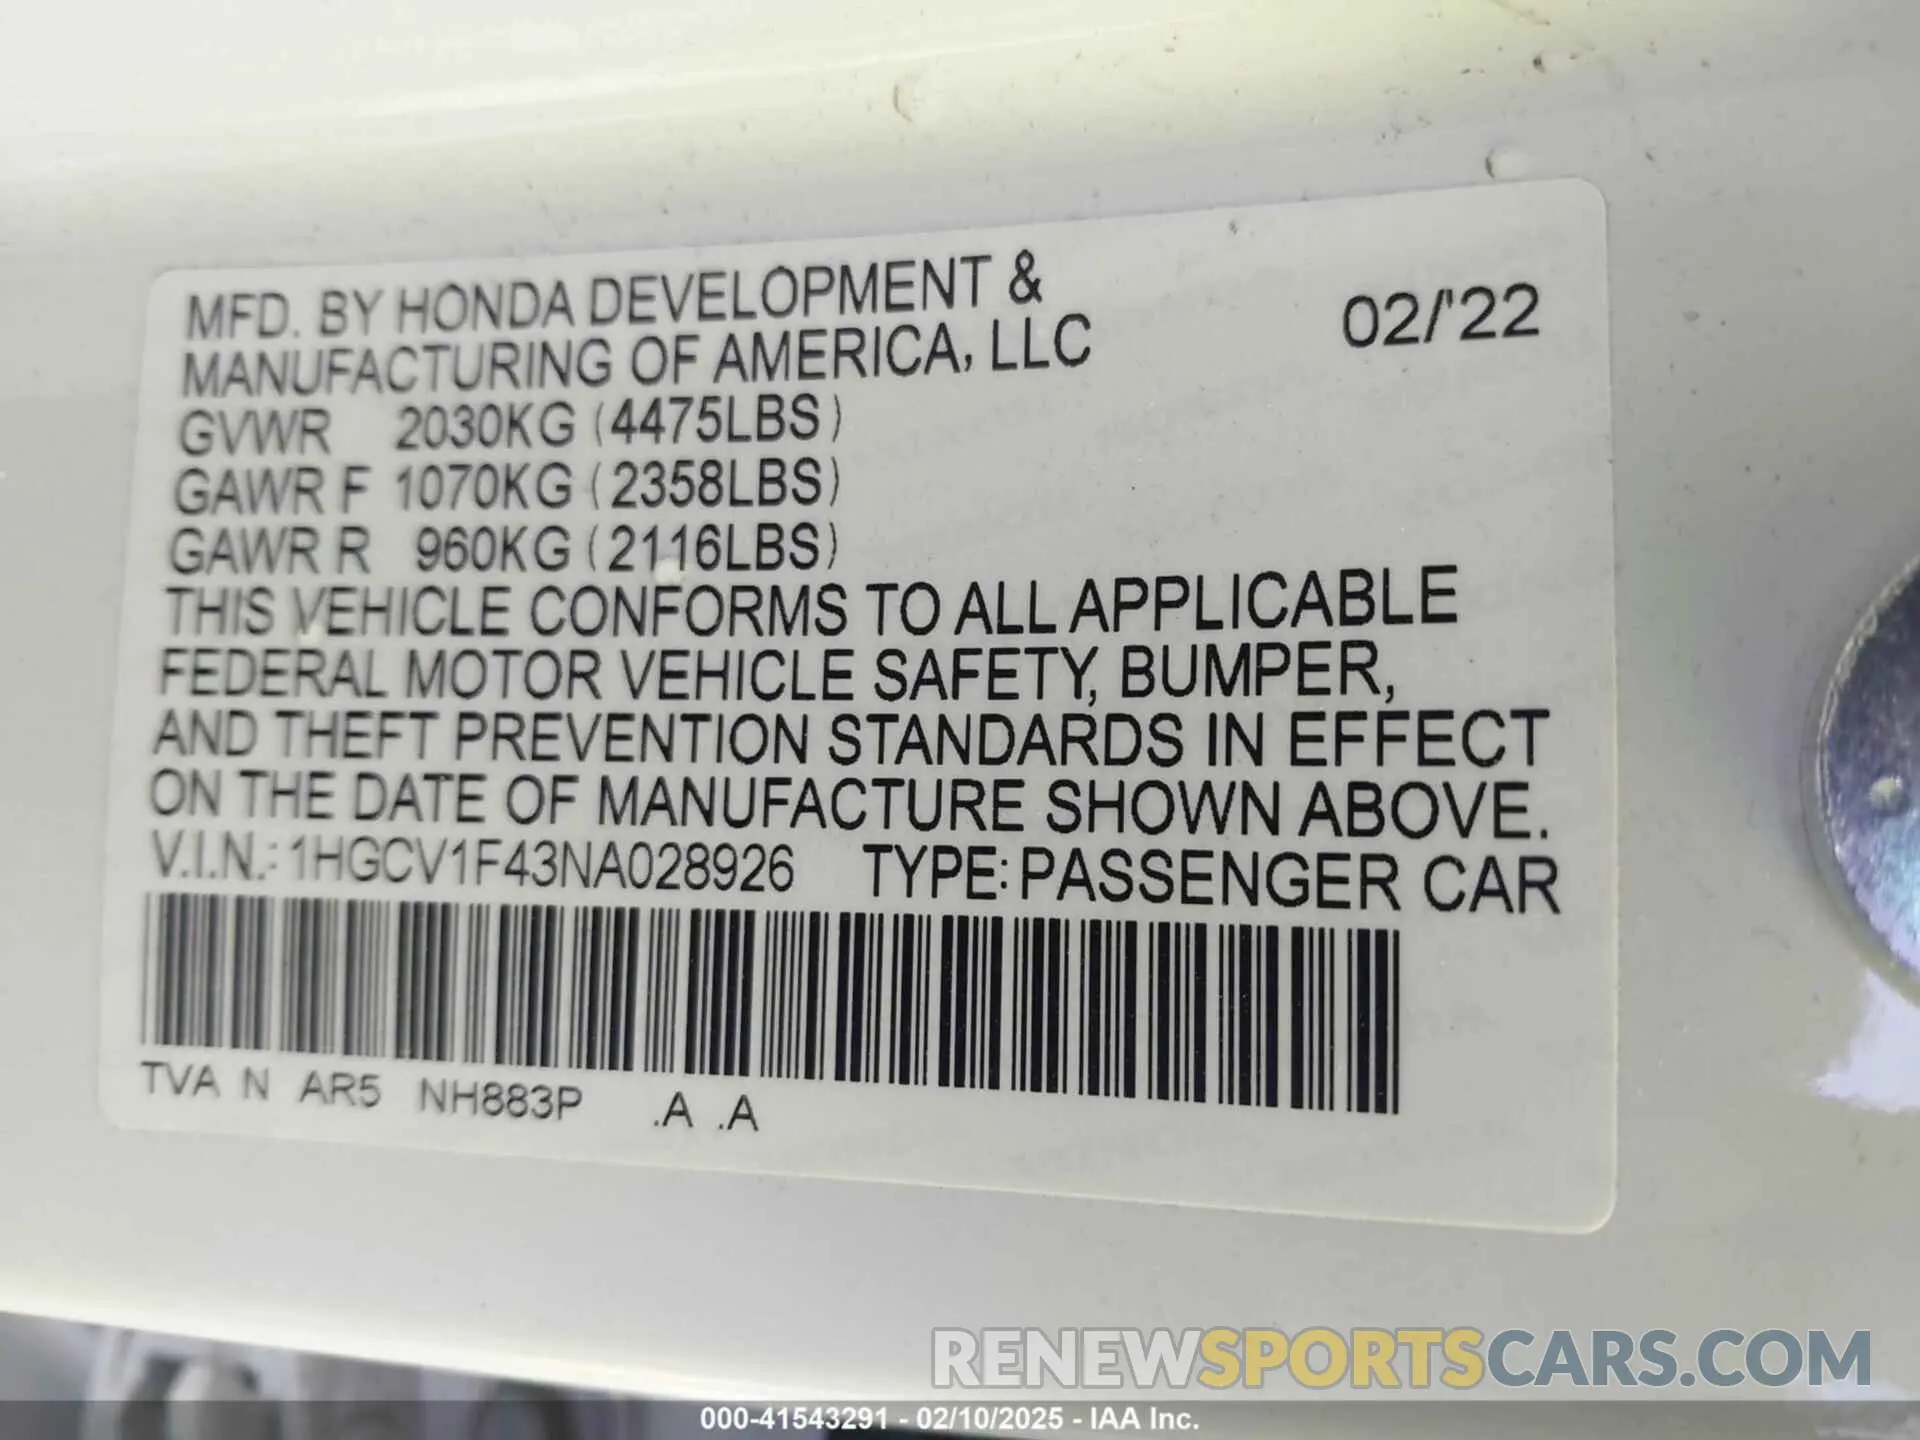 MFD. BY HONDA DEVELOPMENT &
MANUFACTURING OF AMERICA, LLC
02/'22
GVWR 2030KG (4475LBS)
GAWR F 1070KG (2358LBS)
GAWR R 960KG (2116LBS)
THIS VEHICLE CONFORMS TO ALL APPLICABLE
FEDERAL MOTOR VEHICLE SAFETY, BUMPER,
AND THEFT PREVENTION STANDARDS IN EFFECT
ON THE DATE OF MANUFACTURE SHOWN ABOVE.
V.I.N.: 1HGCV1F43NA028926 TYPE: PASSENGER CAR
TVA N AR5 NH883P .A .A
RENEWSPORTSCARS.COM
000-41543291 - 02/10/2025 - IAA Inc.